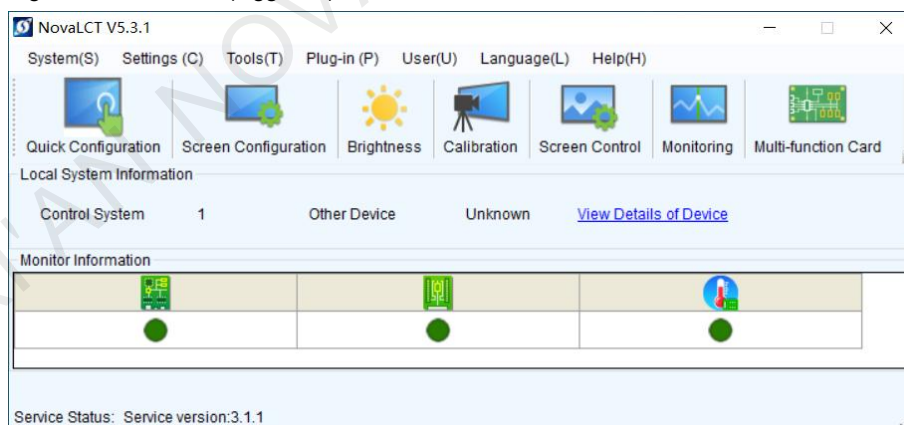 NovaLCT V5.3.1
System(S) Settings (C) Tools(T) Plug-in (P) User(U) Language(L) Help(H)
Quick Configuration Screen Configuration Brightness Calibration Screen Control Monitoring Multi-function Card
Local System Information
Control System 1 Other Device Unknown View Details of Device
Monitor Information
Service Status: Service version:3.1.1